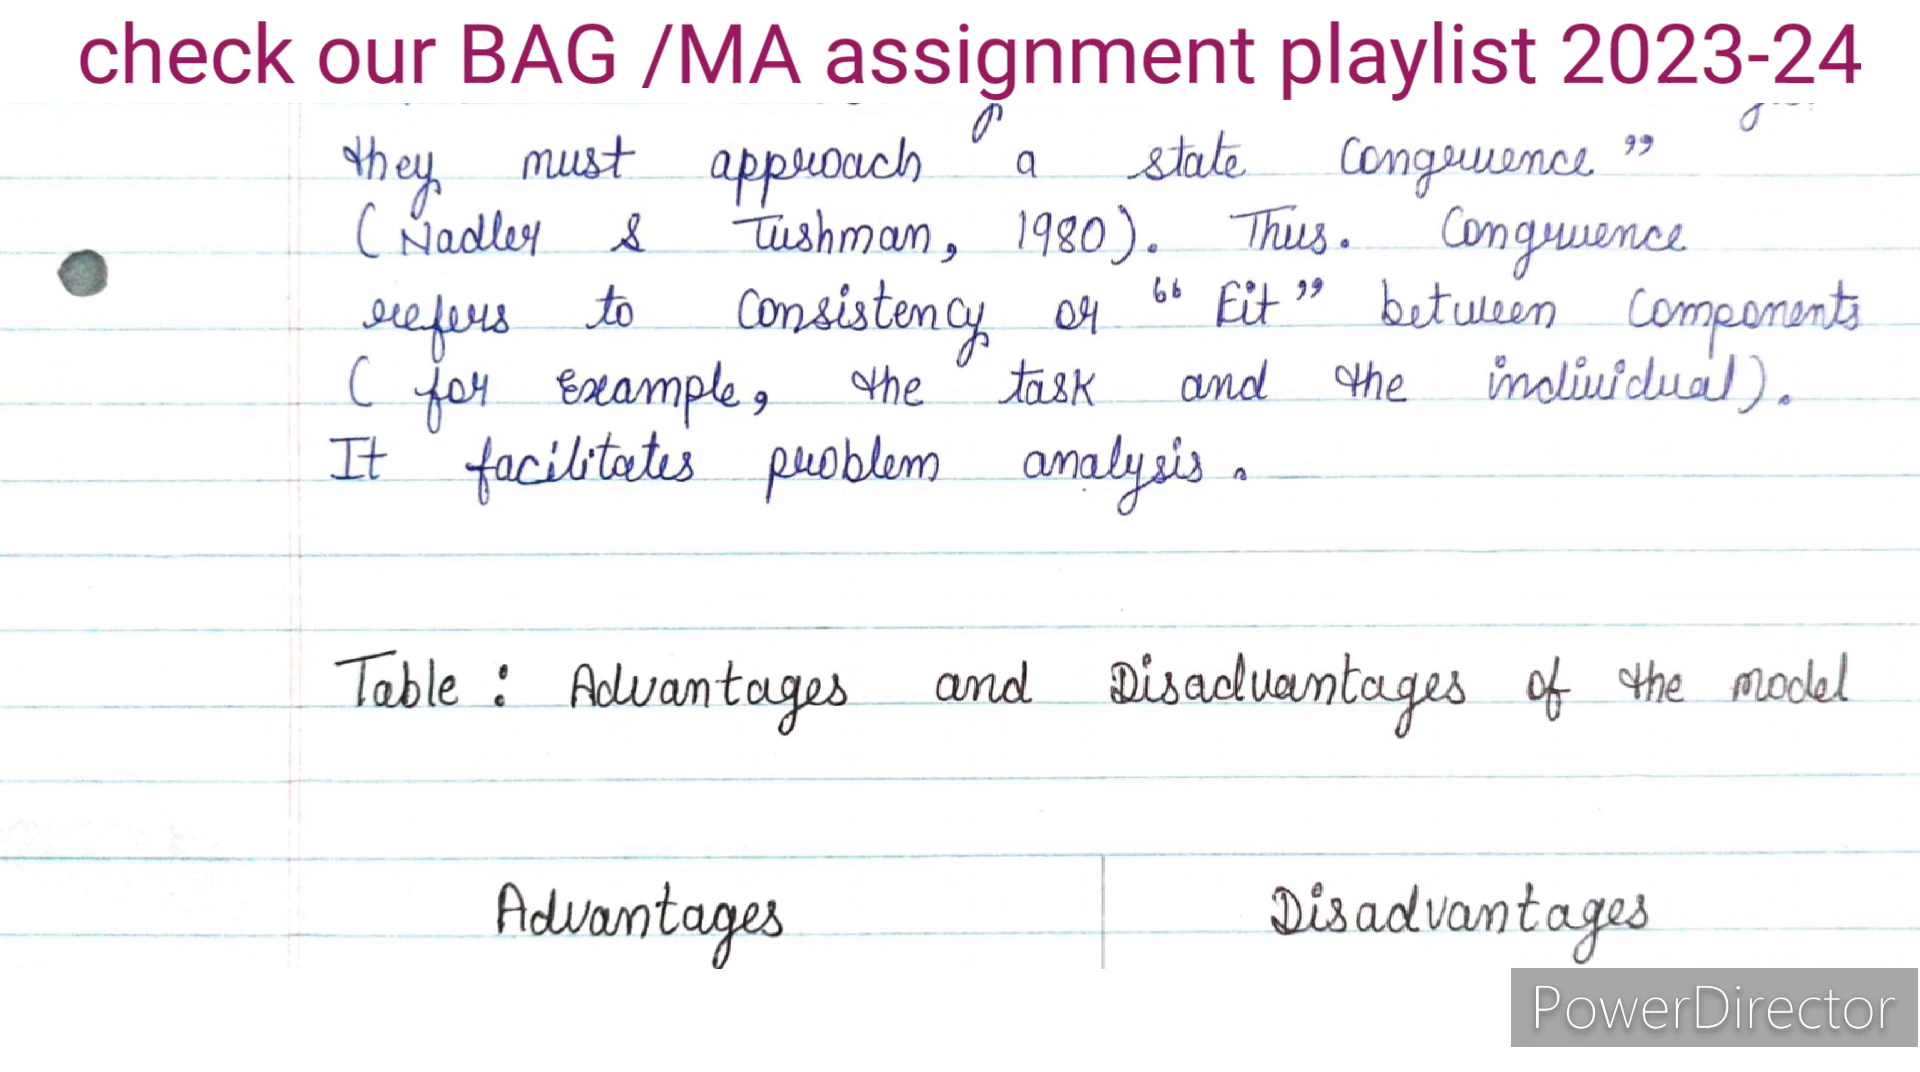 check our BAG /MA assignment playlist 2023-24
they must approach a state Congruence”
(Nadler & Tushman, 1980). Thus. Congruence
refers to Consistency or “Fit” between Components
( for Example, the task and the individual).
It facilitates problem analysis.
Table : Advantages and Disadvantages of the model
Advantages Disadvantages
PowerDirector